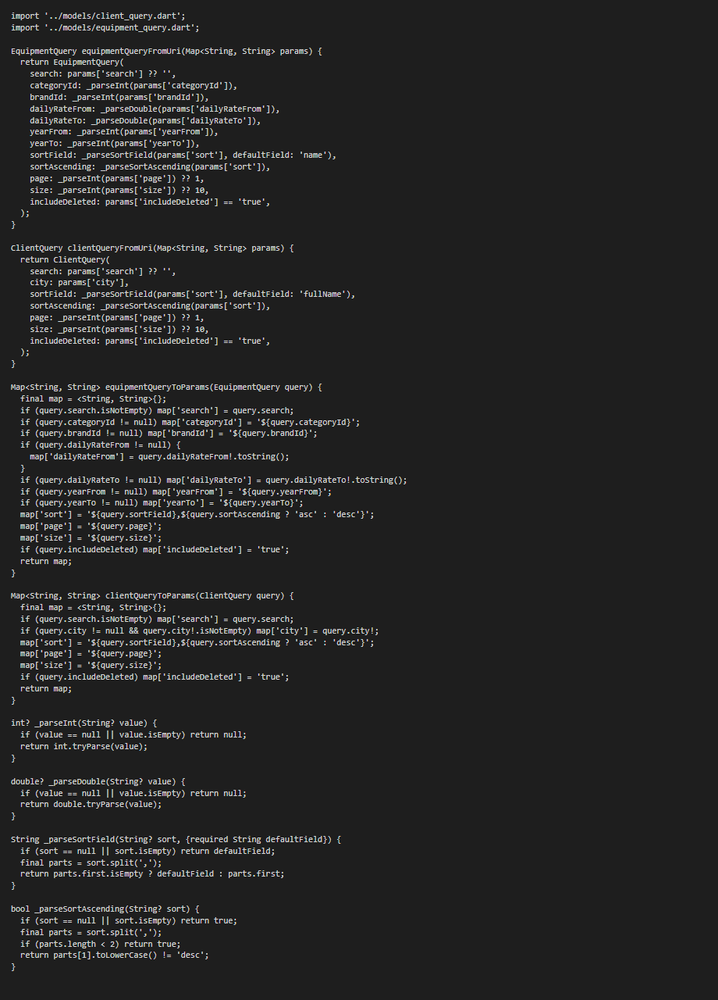 import '../models/client_query.dart';
import '../models/equipment_query.dart';

EquipmentQuery equipmentQueryFromUri(Map<String, String> params) {
  return EquipmentQuery(
    search: params['search'] ?? '',
    categoryId: _parseInt(params['categoryId']),
    brandId: _parseInt(params['brandId']),
    dailyRateFrom: _parseDouble(params['dailyRateFrom']),
    dailyRateTo: _parseDouble(params['dailyRateTo']),
    yearFrom: _parseInt(params['yearFrom']),
    yearTo: _parseInt(params['yearTo']),
    sortField: _parseSortField(params['sort'], defaultField: 'name'),
    sortAscending: _parseSortAscending(params['sort']),
    page: _parseInt(params['page']) ?? 1,
    size: _parseInt(params['size']) ?? 10,
    includeDeleted: params['includeDeleted'] == 'true',
  );
}

ClientQuery clientQueryFromUri(Map<String, String> params) {
  return ClientQuery(
    search: params['search'] ?? '',
    city: params['city'],
    sortField: _parseSortField(params['sort'], defaultField: 'fullName'),
    sortAscending: _parseSortAscending(params['sort']),
    page: _parseInt(params['page']) ?? 1,
    size: _parseInt(params['size']) ?? 10,
    includeDeleted: params['includeDeleted'] == 'true',
  );
}

Map<String, String> equipmentQueryToParams(EquipmentQuery query) {
  final map = <String, String>{};
  if (query.search.isNotEmpty) map['search'] = query.search;
  if (query.categoryId != null) map['categoryId'] = '${query.categoryId}';
  if (query.brandId != null) map['brandId'] = '${query.brandId}';
  if (query.dailyRateFrom != null) {
    map['dailyRateFrom'] = query.dailyRateFrom!.toString();
  }
  if (query.dailyRateTo != null) map['dailyRateTo'] = query.dailyRateTo!.toString();
  if (query.yearFrom != null) map['yearFrom'] = '${query.yearFrom}';
  if (query.yearTo != null) map['yearTo'] = '${query.yearTo}';
  map['sort'] = '${query.sortField},${query.sortAscending ? 'asc' : 'desc'}';
  map['page'] = '${query.page}';
  map['size'] = '${query.size}';
  if (query.includeDeleted) map['includeDeleted'] = 'true';
  return map;
}

Map<String, String> clientQueryToParams(ClientQuery query) {
  final map = <String, String>{};
  if (query.search.isNotEmpty) map['search'] = query.search;
  if (query.city != null && query.city!.isNotEmpty) map['city'] = query.city!;
  map['sort'] = '${query.sortField},${query.sortAscending ? 'asc' : 'desc'}';
  map['page'] = '${query.page}';
  map['size'] = '${query.size}';
  if (query.includeDeleted) map['includeDeleted'] = 'true';
  return map;
}

int? _parseInt(String? value) {
  if (value == null || value.isEmpty) return null;
  return int.tryParse(value);
}

double? _parseDouble(String? value) {
  if (value == null || value.isEmpty) return null;
  return double.tryParse(value);
}

String _parseSortField(String? sort, {required String defaultField}) {
  if (sort == null || sort.isEmpty) return defaultField;
  final parts = sort.split(',');
  return parts.first.isEmpty ? defaultField : parts.first;
}

bool _parseSortAscending(String? sort) {
  if (sort == null || sort.isEmpty) return true;
  final parts = sort.split(',');
  if (parts.length < 2) return true;
  return parts[1].toLowerCase() != 'desc';
}